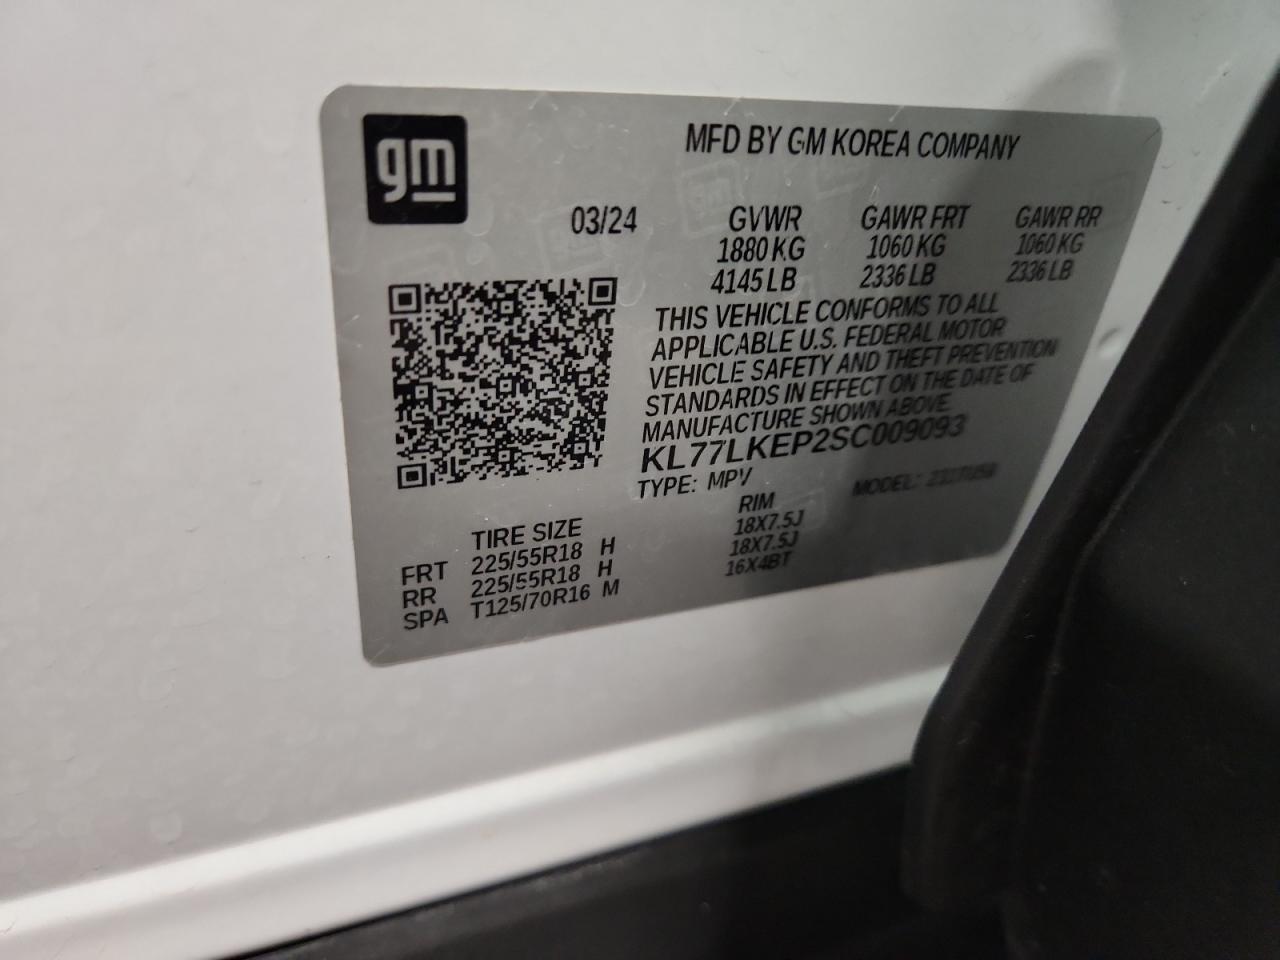 gm
MFD BY GM KOREA COMPANY
03/24 GVWR GAWR FRT GAWR RR
1880 KG 1060 KG 1060 KG
4145 LB 2336 LB 2336 LB
THIS VEHICLE CONFORMS TO ALL
APPLICABLE U.S. FEDERAL MOTOR
VEHICLE SAFETY AND THEFT PREVENTION
STANDARDS IN EFFECT ON THE DATE OF
MANUFACTURE SHOWN ABOVE
KL77LKEP2SC009093
TYPE: MPV MODEL:
TIRE SIZE RIM
FRT 225/55R18 H 18X7.5J
RR 225/55R18 H 18X7.5J
SPA T125/70R16 M 16X4BT